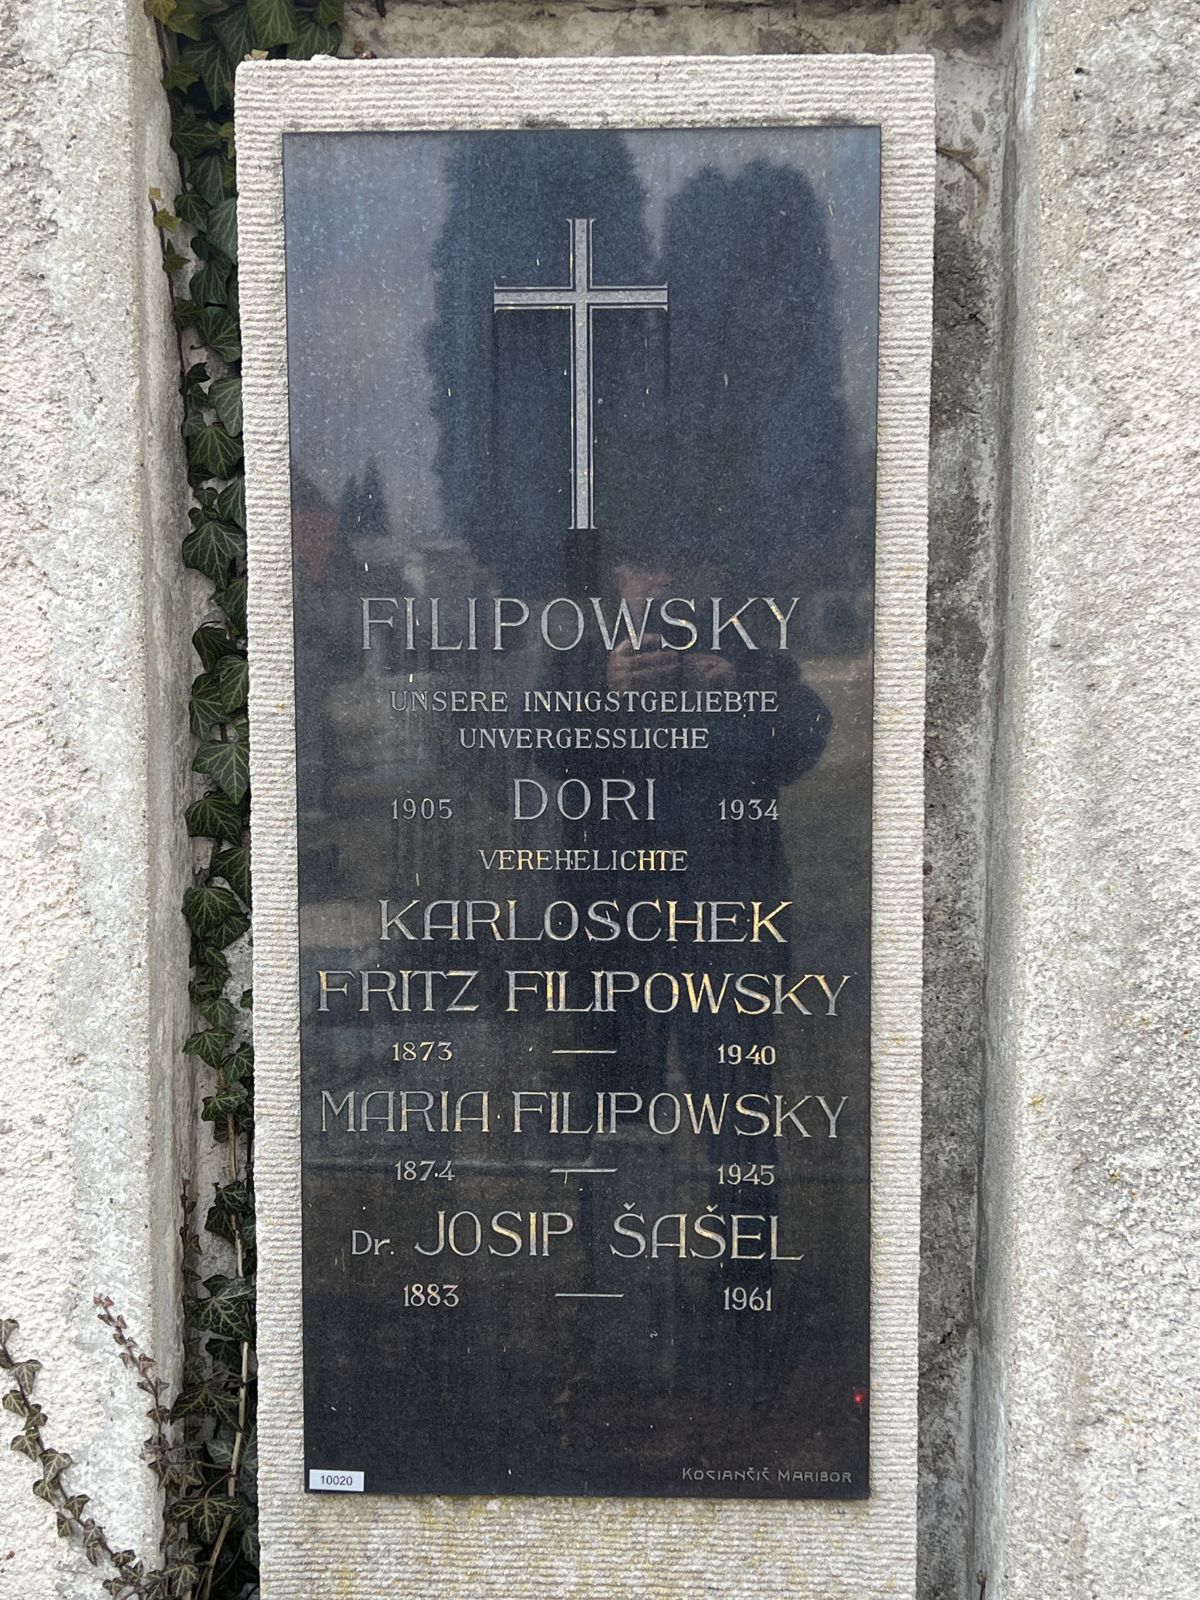 FILIPOWSKY
UNSERE INNIGSTGELIEBTE
UNVERGESSLICHE
1905 DORI 1934
VEREHELICHTE
KARLOSCHEK
FRITZ FILIPOWSKY
1873 — 1940
MARIA FILIPOWSKY
1874 — 1945
Dr. JOSIP ŠAŠEL
1883 — 1961
KOCIANČIČ MARIBOR
10020